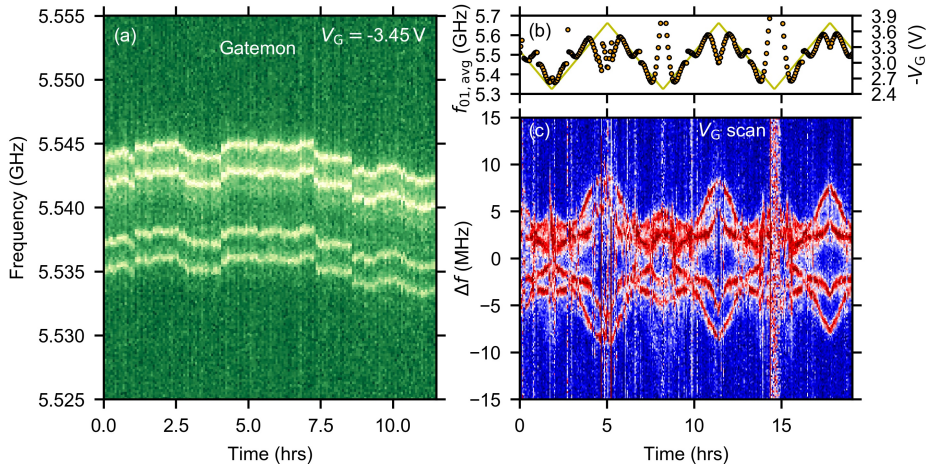 (a)
Gatemon
V_G = -3.45 V
5.555
5.550
5.545
5.540
5.535
5.530
5.525
Frequency (GHz)
0.0 2.5 5.0 7.5 10.0
Time (hrs)
(b)
5.7
5.6
5.5
5.4
5.3
f_01, avg (GHz)
3.9
3.6
3.3
3.0
2.7
2.4
-V_G (V)
(c)
V_G scan
15
10
5
0
−5
−10
−15
Δf (MHz)
0 5 10 15
Time (hrs)